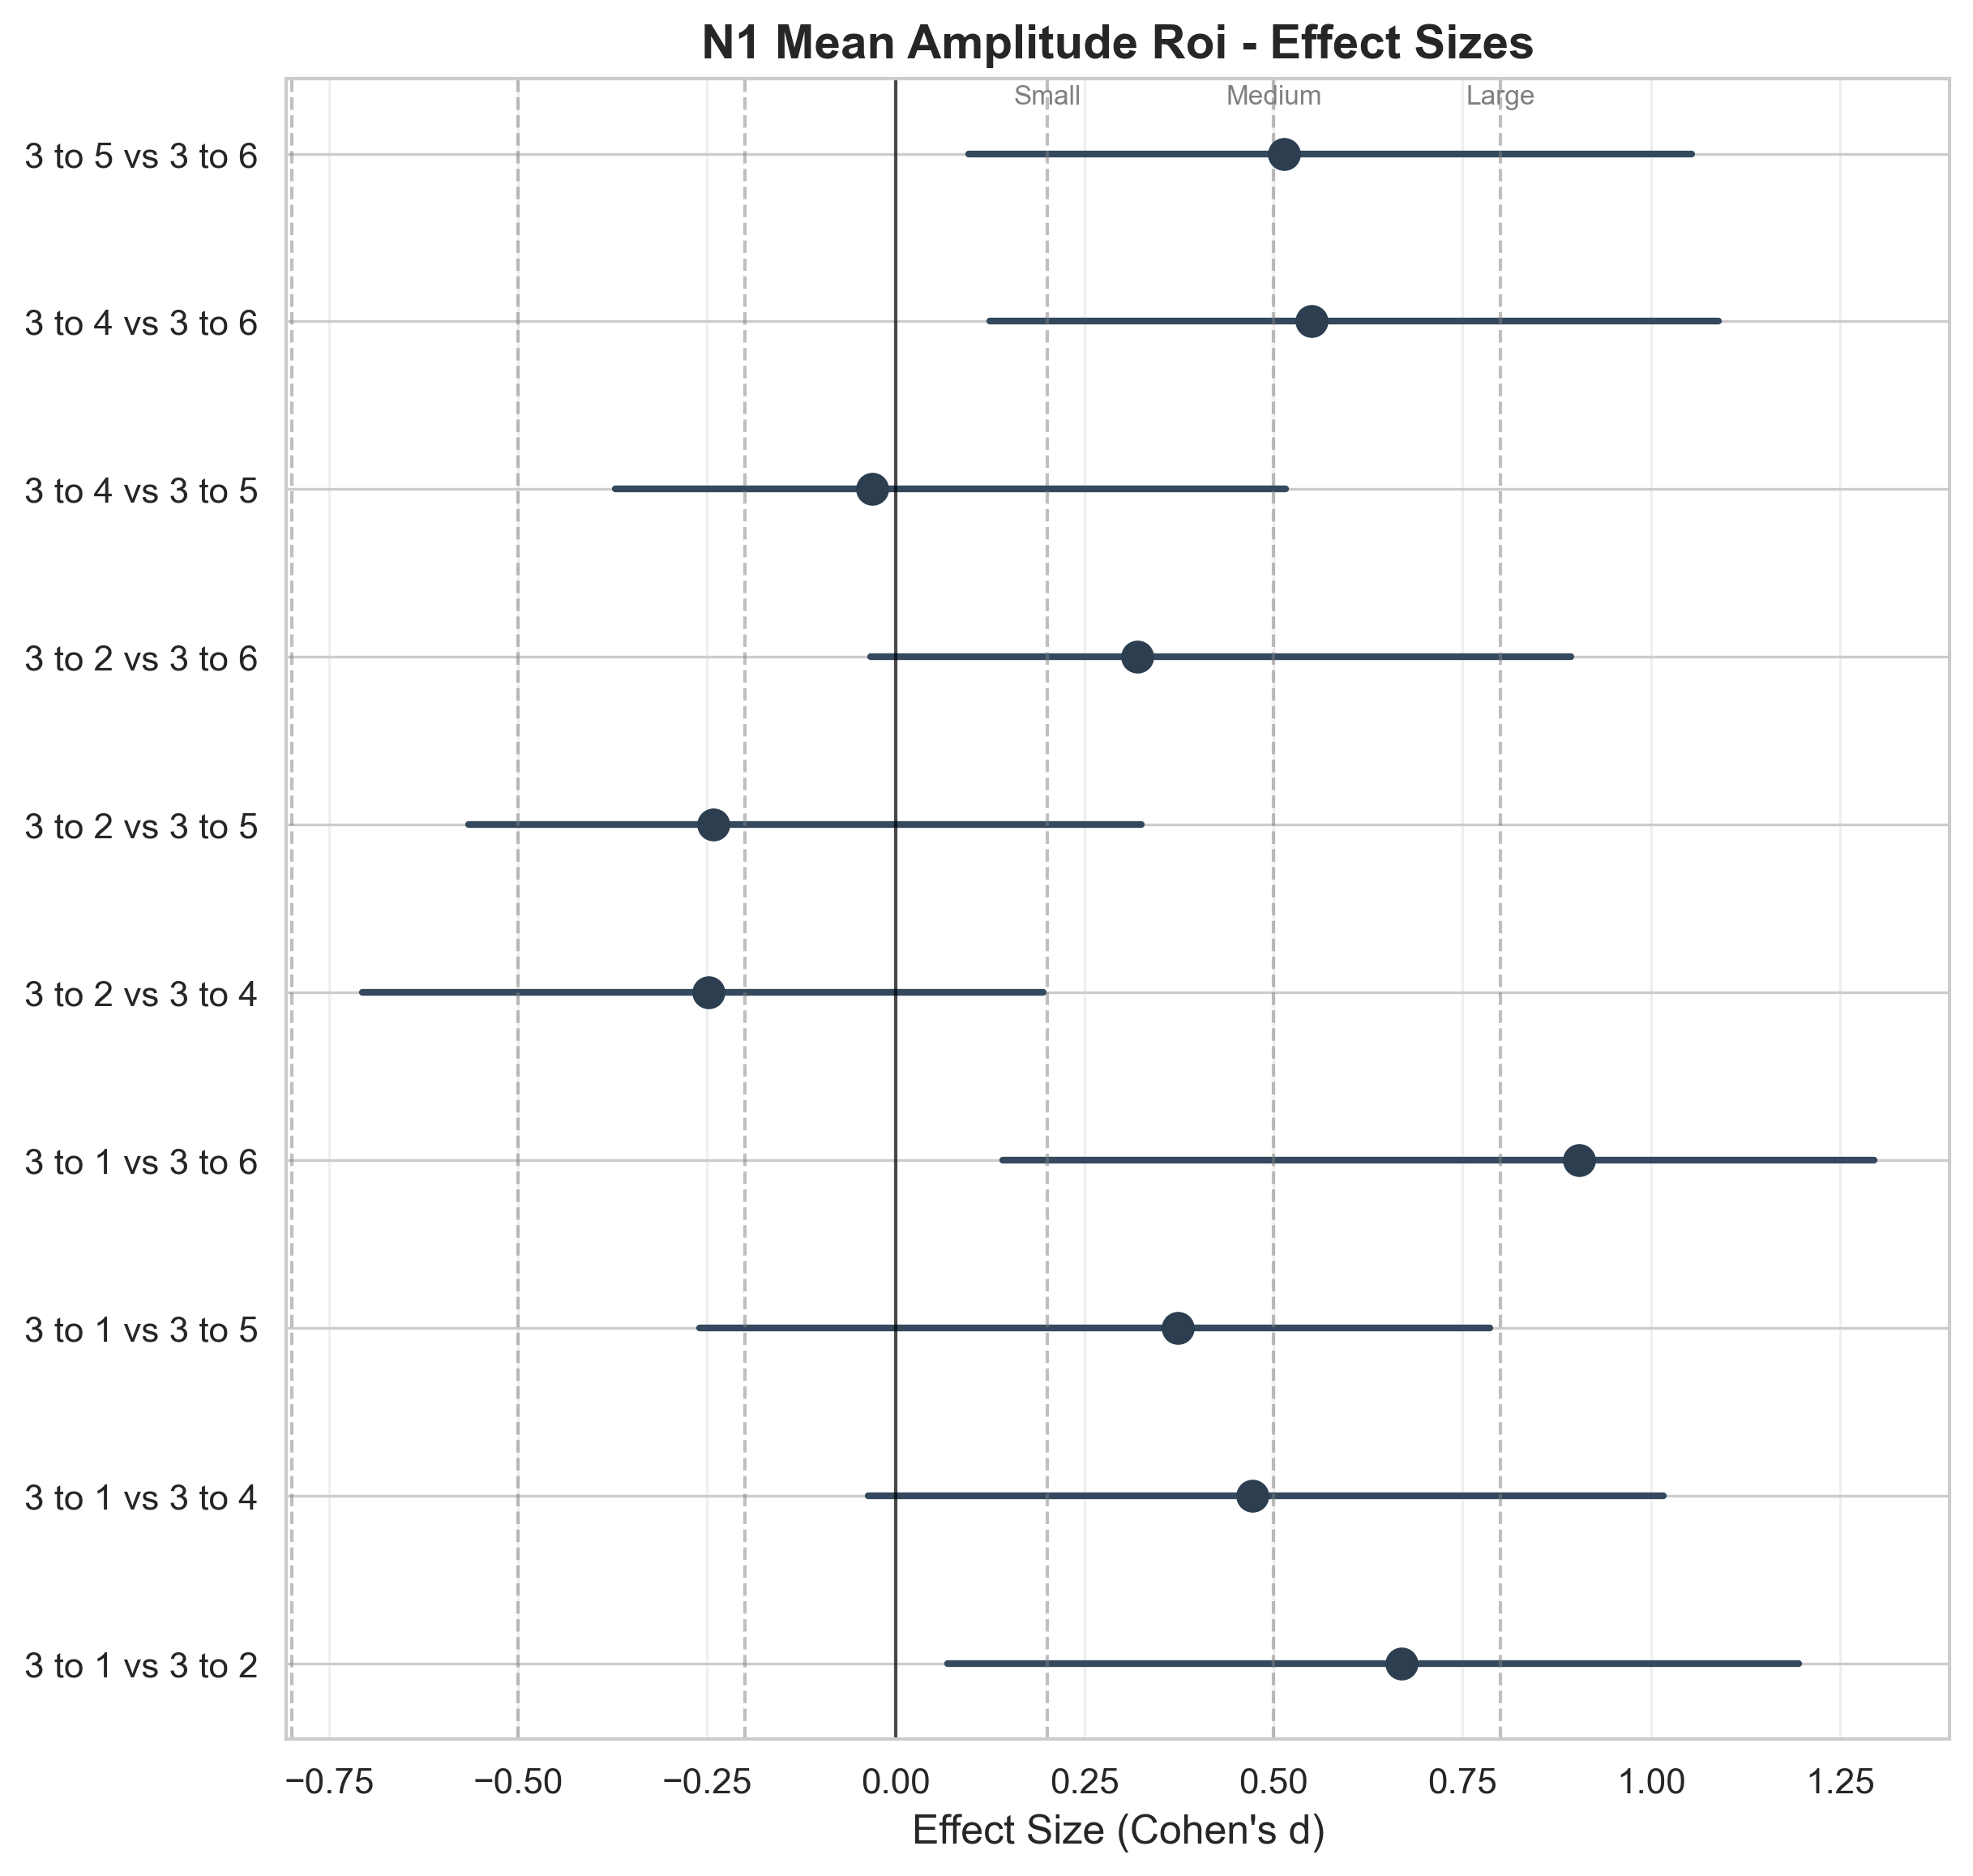 N1 Mean Amplitude Roi - Effect Sizes
Small Medium Large
3 to 5 vs 3 to 6
3 to 4 vs 3 to 6
3 to 4 vs 3 to 5
3 to 2 vs 3 to 6
3 to 2 vs 3 to 5
3 to 2 vs 3 to 4
3 to 1 vs 3 to 6
3 to 1 vs 3 to 5
3 to 1 vs 3 to 4
3 to 1 vs 3 to 2
−0.75 −0.50 −0.25 0.00 0.25 0.50 0.75 1.00 1.25
Effect Size (Cohen's d)